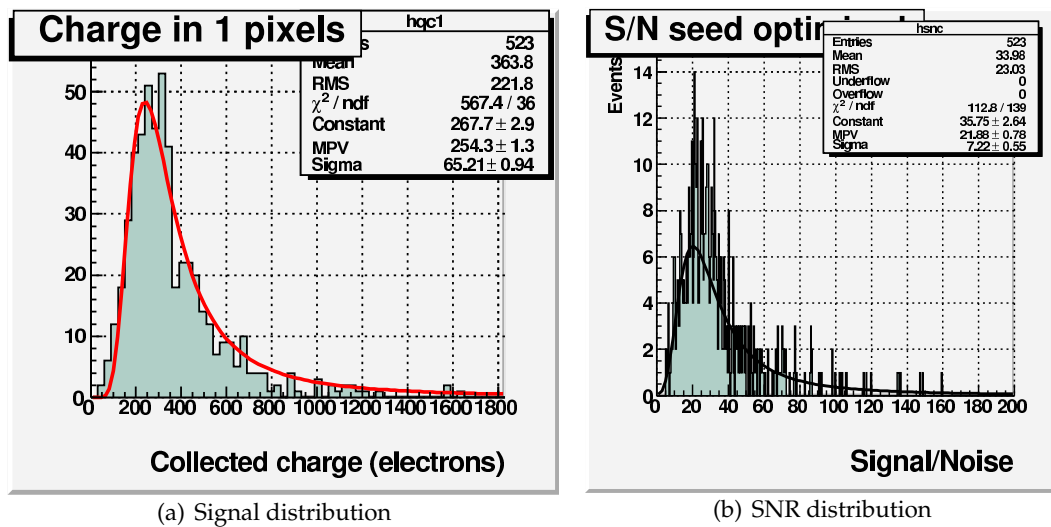 Charge in 1 pixels
hqc1
523
Mean 363.8
RMS 221.8
χ² / ndf 567.4 / 36
Constant 267.7 ± 2.9
MPV 254.3 ± 1.3
Sigma 65.21 ± 0.94
50
40
30
20
10
0
0 200 400 600 800 1000 1200 1400 1600 1800
Collected charge (electrons)
(a) Signal distribution
S/N seed opti
hsnc
Entries 523
Mean 33.98
RMS 23.03
Underflow 0
Overflow 0
χ² / ndf 112.8 / 139
Constant 35.75 ± 2.64
MPV 21.88 ± 0.78
Sigma 7.22 ± 0.55
Events
14
12
10
8
6
4
2
0
0 20 40 60 80 100 120 140 160 180 200
Signal/Noise
(b) SNR distribution